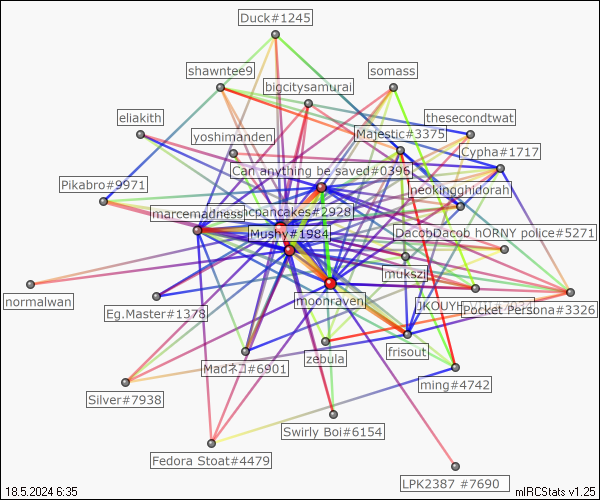 Duck#1245
shawntee9
somass
bigcitysamurai
eliakith
thesecondtwat
yoshimanden
Majestic#3375
Cypha#1717
Can anything be saved#0396
Pikabro#9971
neokingghidorah
marcemadness
hcpancakes#2928
Mushy#1984
DacobDacob hORNY police#5271
mukszi
normalwan
moonraven
Eg.Master#1378
Pocket Persona#3326
frisout
zebula
Madネコ#6901
ming#4742
Silver#7938
Swirly Boi#6154
Fedora Stoat#4479
LPK2387 #7690
18.5.2024 6:35
mIRCStats v1.25